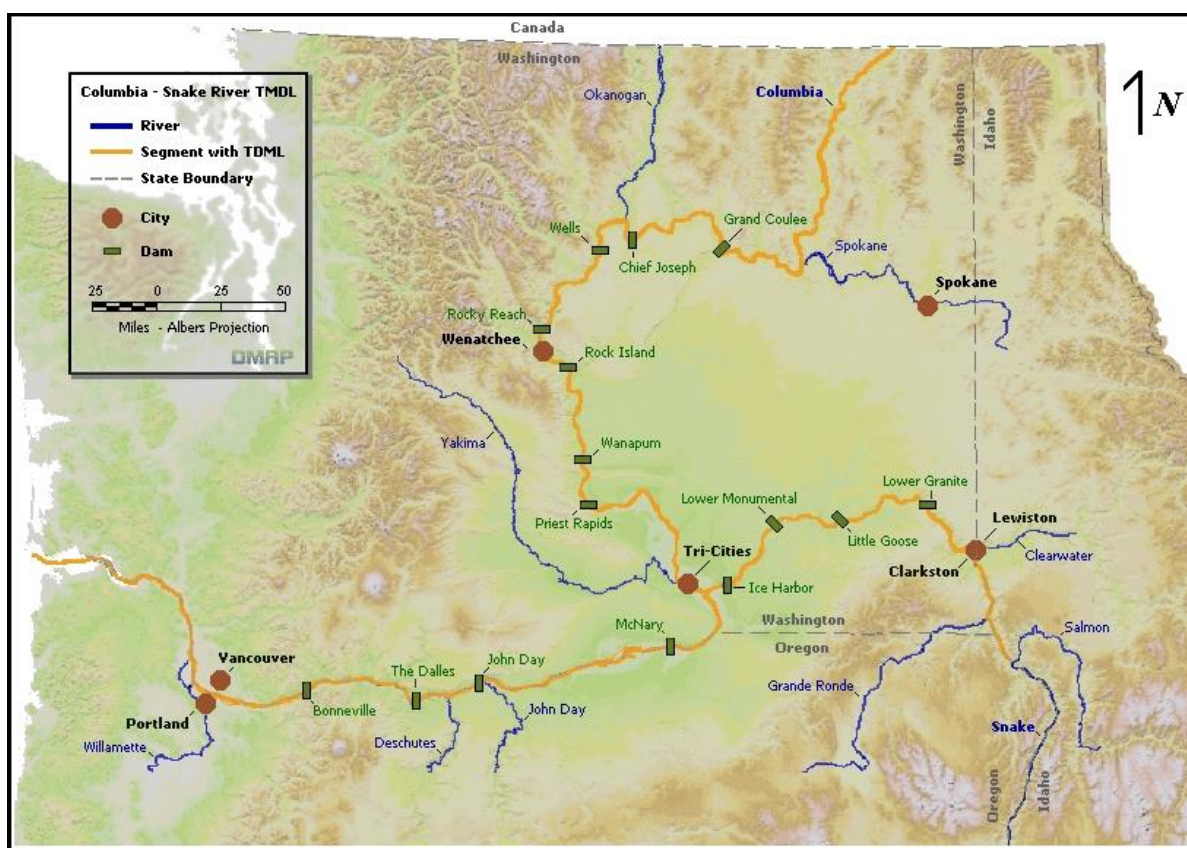 Canada
Washington
Columbia - Snake River TMDL
River
Segment with TDML
State Boundary
City
Dam
25 0 25 50
Miles - Albers Projection
DMAP
N
Okanogan
Columbia
Washington
Idaho
Wells
Grand Coulee
Chief Joseph
Spokane
Spokane
Rocky Reach
Wenatchee
Rock Island
Yakima
Wanapum
Priest Rapids
Lower Monumental
Lower Granite
Little Goose
Lewiston
Clearwater
Clarkston
Tri-Cities
Ice Harbor
Washington
Oregon
McNary
Salmon
Vancouver
The Dalles
John Day
Grande Ronde
Portland
Bonneville
John Day
Snake
Willamette
Deschutes
Oregon
Idaho